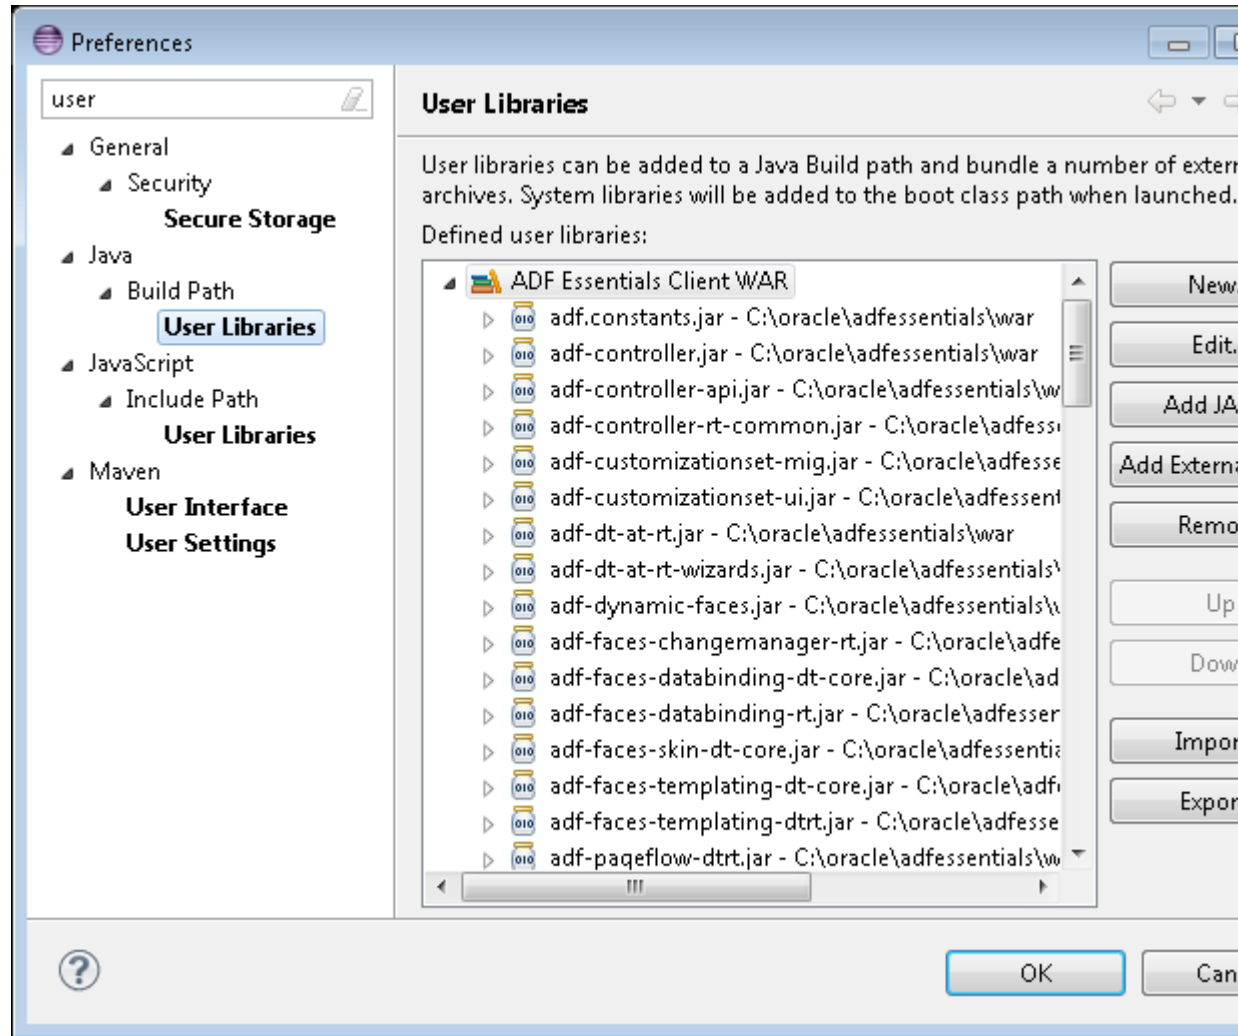 Preferences
user
General
Security
Secure Storage
Java
Build Path
User Libraries
JavaScript
Include Path
User Libraries
Maven
User Interface
User Settings
User Libraries
User libraries can be added to a Java Build path and bundle a number of extern
archives. System libraries will be added to the boot class path when launched.
Defined user libraries:
ADF Essentials Client WAR
adf.constants.jar - C:\oracle\adfessentials\war
adf-controller.jar - C:\oracle\adfessentials\war
adf-controller-api.jar - C:\oracle\adfessentials\w
adf-controller-rt-common.jar - C:\oracle\adfess
adf-customizationset-mig.jar - C:\oracle\adfesse
adf-customizationset-ui.jar - C:\oracle\adfessent
adf-dt-at-rt.jar - C:\oracle\adfessentials\war
adf-dt-at-rt-wizards.jar - C:\oracle\adfessentials\
adf-dynamic-faces.jar - C:\oracle\adfessentials\
adf-faces-changemanager-rt.jar - C:\oracle\adfe
adf-faces-databinding-dt-core.jar - C:\oracle\ad
adf-faces-databinding-rt.jar - C:\oracle\adfesser
adf-faces-skin-dt-core.jar - C:\oracle\adfessentia
adf-faces-templating-dt-core.jar - C:\oracle\adf
adf-faces-templating-dtrt.jar - C:\oracle\adfesse
adf-pageflow-dtrt.jar - C:\oracle\adfessentials\w
New.
Edit.
Add JA
Add Externa
Remo
Up
Dow
Impor
Expor
OK
Can